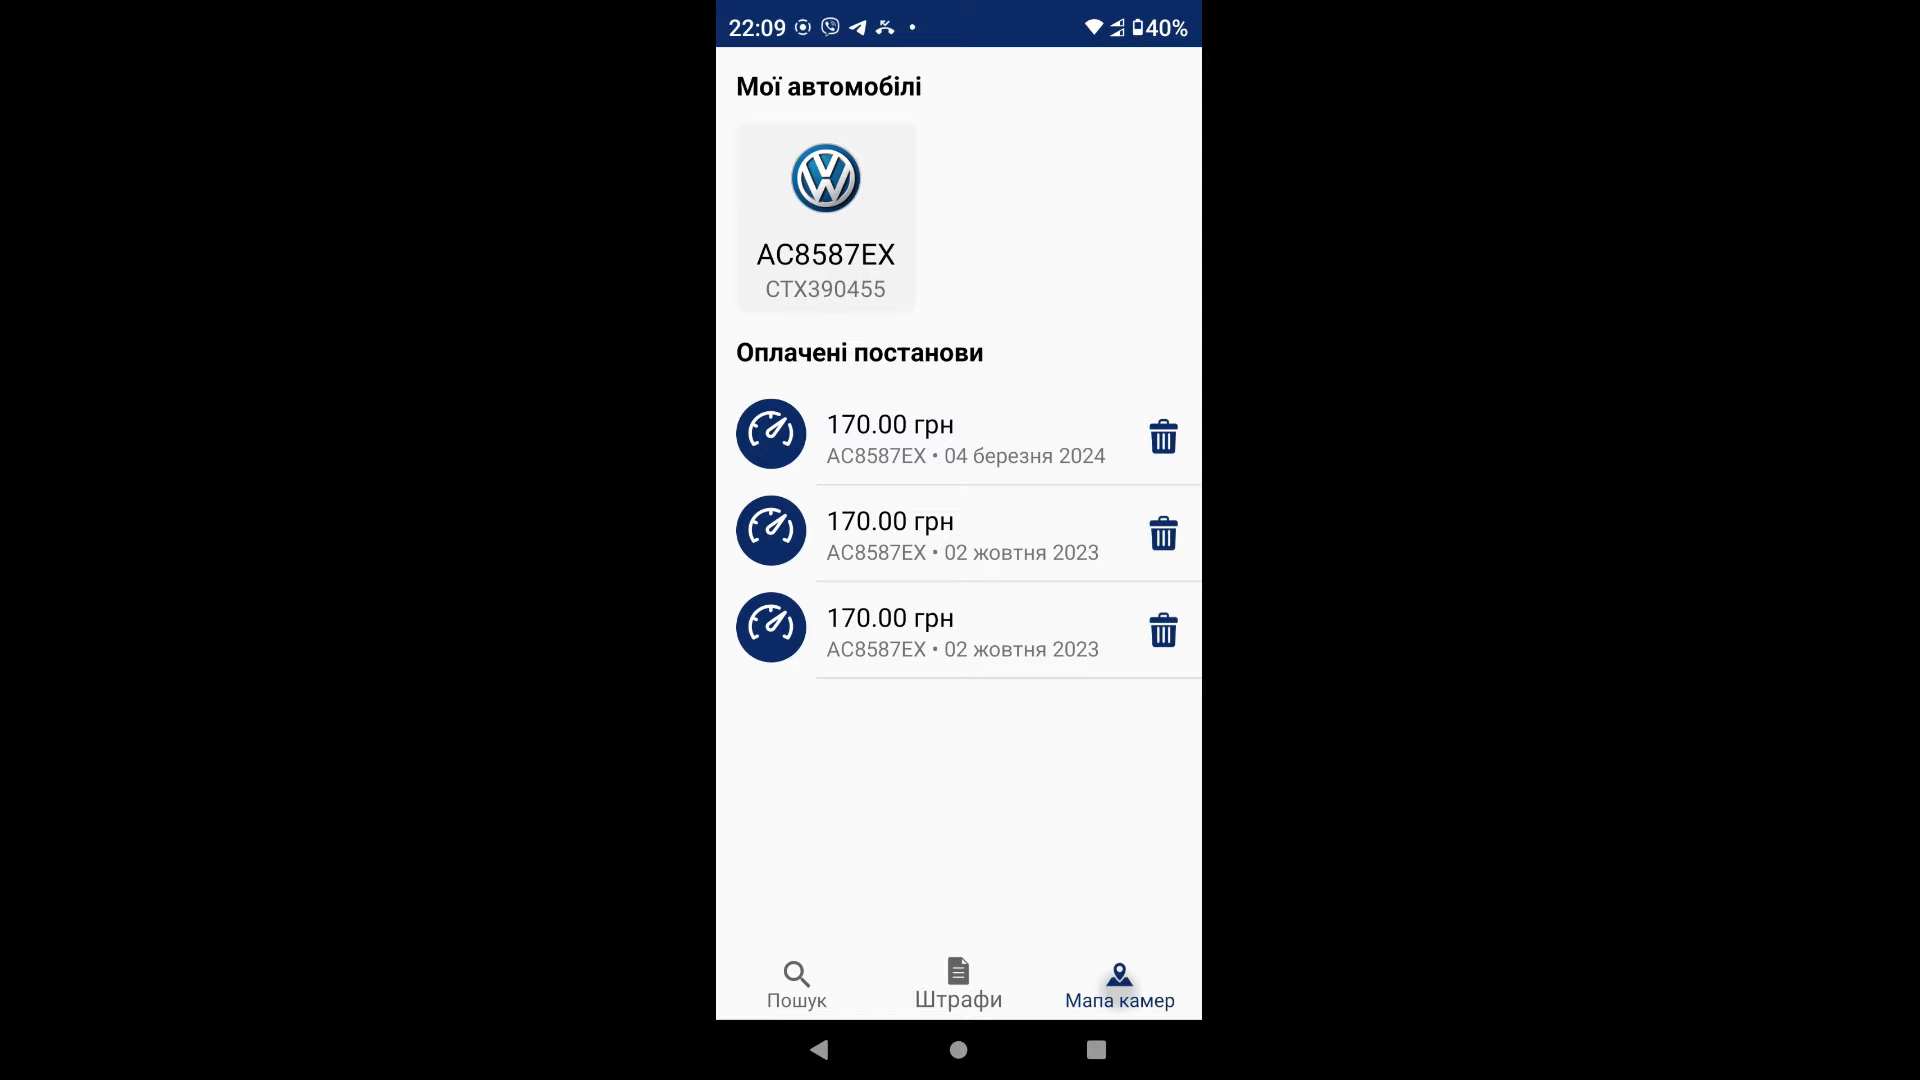 22:09
40%
Мої автомобілі
AC8587EX
CTX390455
Оплачені постанови
170.00 грн
AC8587EX • 04 березня 2024
170.00 грн
AC8587EX • 02 жовтня 2023
170.00 грн
AC8587EX • 02 жовтня 2023
Пошук
Штрафи
Мапа камер